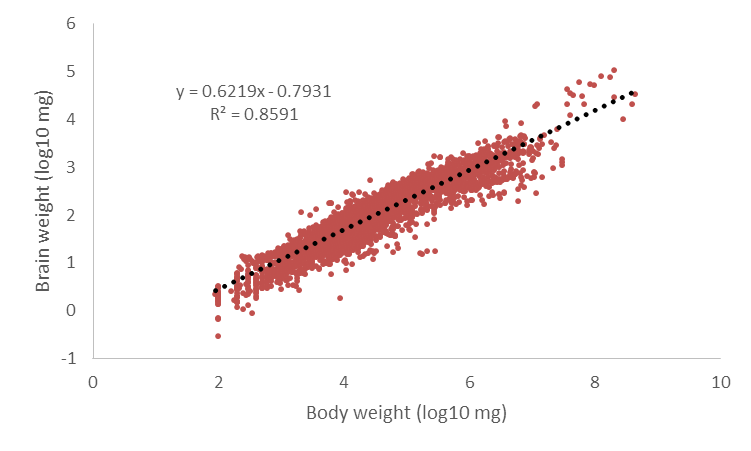 6
5
y = 0.6219x - 0.7931
R² = 0.8591
4
3
2
1
0
-1
Brain weight (log10 mg)
0 2 4 6 8 10
Body weight (log10 mg)